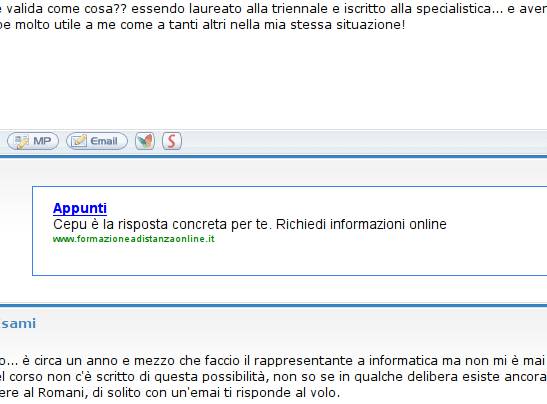 valida come cosa?? essendo laureato alla triennale e iscritto alla specialistica... e aver
molto utile a me come a tanti altri nella mia stessa situazione!
MP
Email
S
Appunti
Cepu è la risposta concreta per te. Richiedi informazioni online
www.formazioneadistanzaonline.it
sami
o... è circa un anno e mezzo che faccio il rappresentante a informatica ma non mi è mai
el corso non c'è scritto di questa possibilità, non so se in qualche delibera esiste ancora
ere al Romani, di solito con un'emai ti risponde al volo.